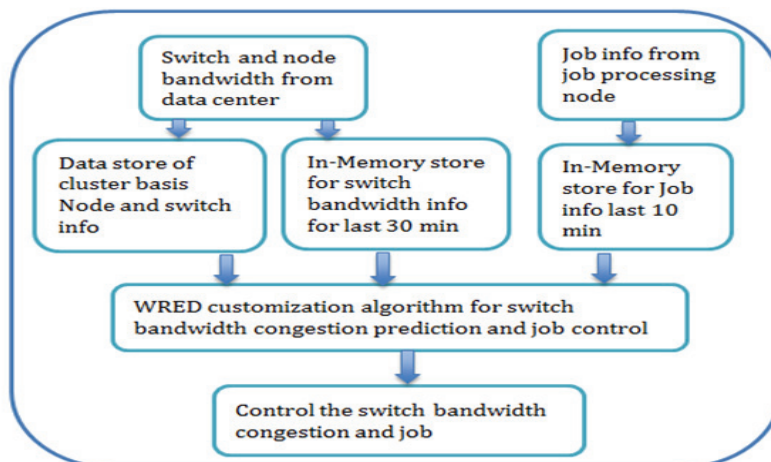 Switch and node
bandwidth from
data center
Job info from
job processing
node
Data store of
cluster basis
Node and switch
info
In-Memory store
for switch
bandwidth info
for last 30 min
In-Memory
store for Job
info last 10
min
WRED customization algorithm for switch
bandwidth congestion prediction and job control
Control the switch bandwidth
congestion and job